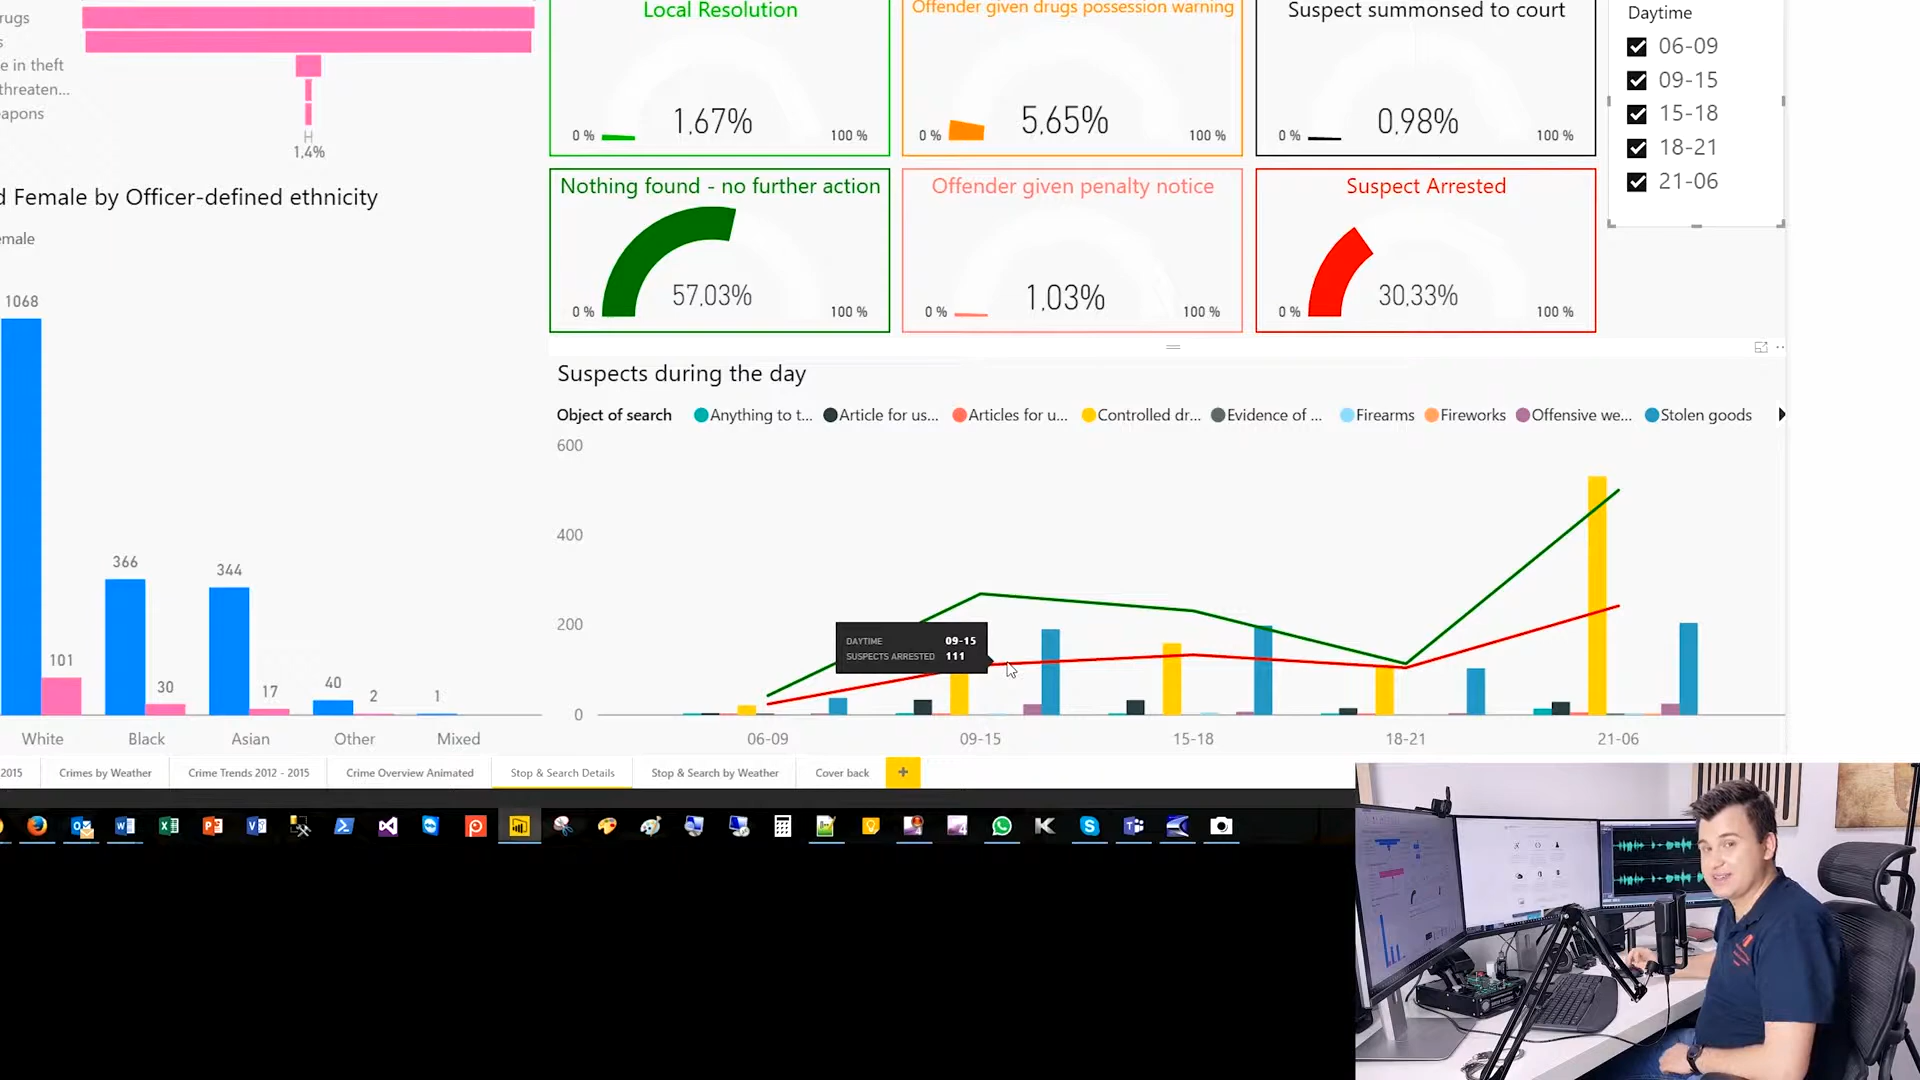 rugs
s
e in theft
threaten...
eapons
H
1,4%
d Female by Officer-defined ethnicity
emale
1068
101
366
30
344
17
40
2
1
White
Black
Asian
Other
Mixed
Local Resolution
1,67%
0 %
100 %
Offender given drugs possession warning
5,65%
0 %
100 %
Suspect summonsed to court
0,98%
0 %
100 %
Nothing found - no further action
57,03%
0 %
100 %
Offender given penalty notice
1,03%
0 %
100 %
Suspect Arrested
30,33%
0 %
100 %
Daytime
06-09
09-15
15-18
18-21
21-06
Suspects during the day
Object of search
Anything to t...
Article for us...
Articles for u...
Controlled dr...
Evidence of ...
Firearms
Fireworks
Offensive we...
Stolen goods
600
400
200
0
DAYTIME 09-15
SUSPECTS ARRESTED 111
06-09
09-15
15-18
18-21
21-06
2015
Crimes by Weather
Crime Trends 2012 - 2015
Crime Overview Animated
Stop & Search Details
Stop & Search by Weather
Cover back
+